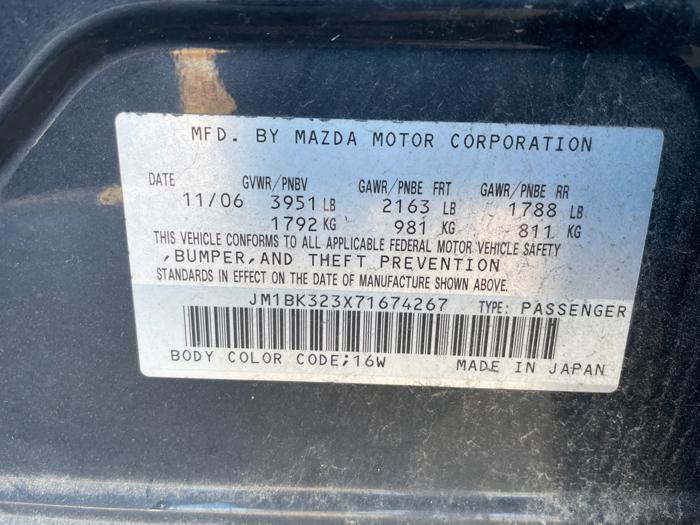 MFD. BY MAZDA MOTOR CORPORATION
DATE GVWR/PNBV GAWR/PNBE FRT GAWR/PNBE RR
11/06 3951 LB 2163 LB 1788 LB
1792 KG 981 KG 811 KG
THIS VEHICLE CONFORMS TO ALL APPLICABLE FEDERAL MOTOR VEHICLE SAFETY
,BUMPER,AND THEFT PREVENTION
STANDARDS IN EFFECT ON THE DATE OF MANUFACTURE SHOWN ABOVE.
JM1BK323X71674267 TYPE: PASSENGER
BODY COLOR CODE;16W MADE IN JAPAN